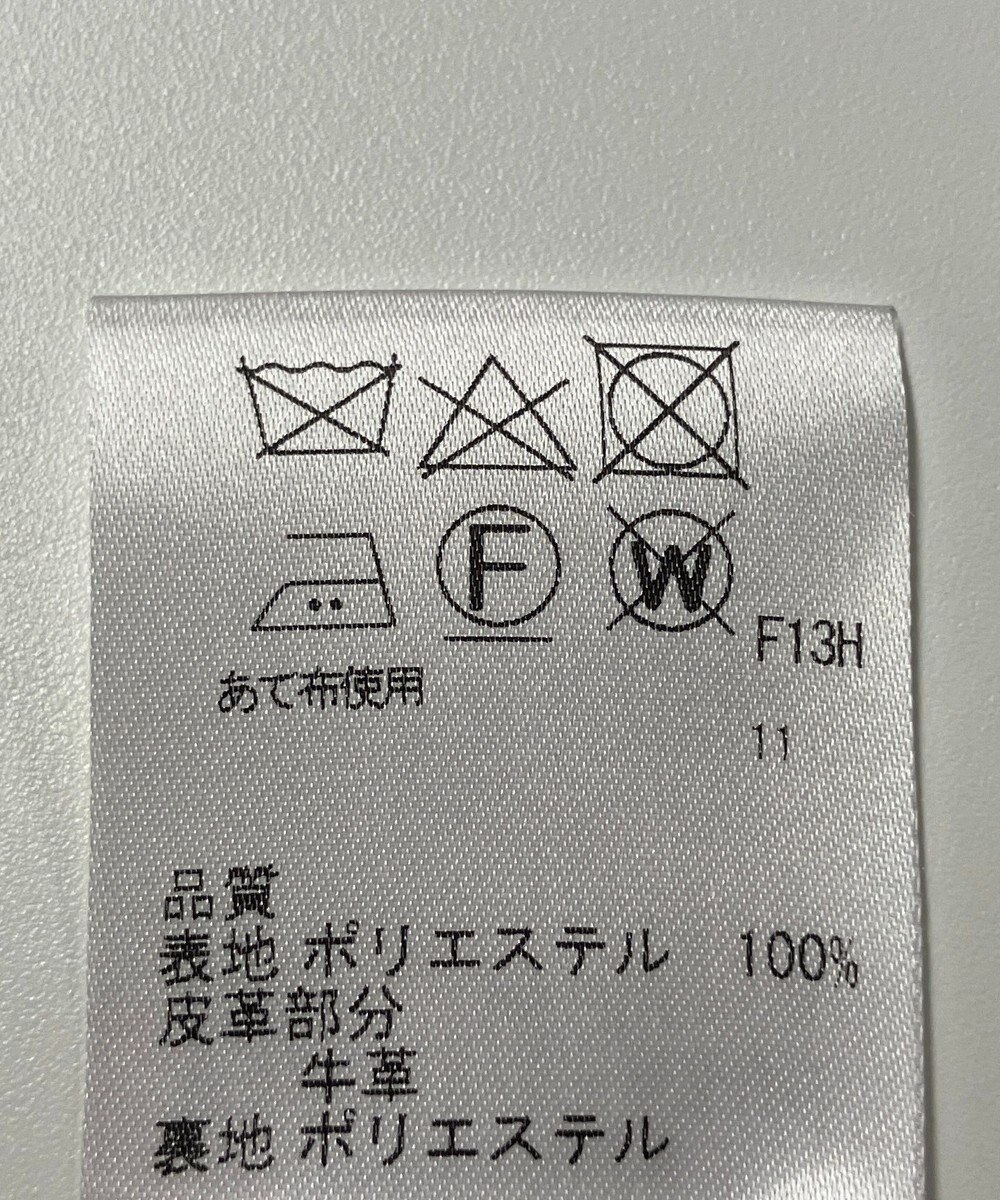 F W F13H
あて布使用
11
品質
表地 ポリエステル 100%
皮革部分
牛革
裏地 ポリエステル